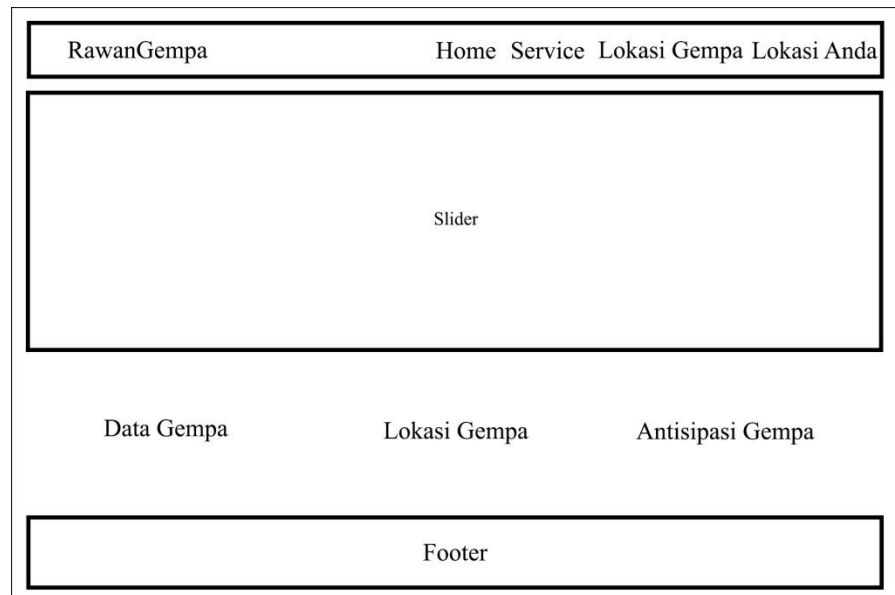 RawanGempa Home Service Lokasi Gempa Lokasi Anda
Slider
Data Gempa Lokasi Gempa Antisipasi Gempa
Footer